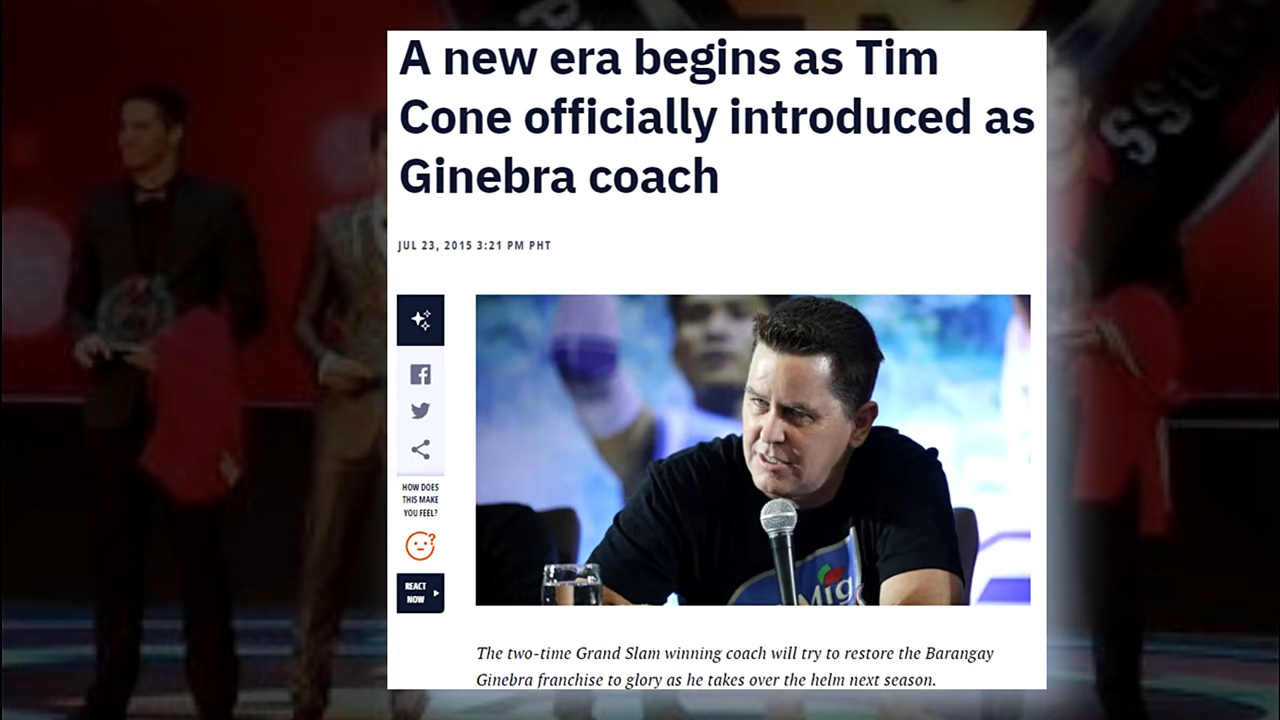 A new era begins as Tim
Cone officially introduced as
Ginebra coach
JUL 23, 2015 3:21 PM PHT
HOW DOES
THIS MAKE
YOU FEEL?
REACT
NOW
The two-time Grand Slam winning coach will try to restore the Barangay
Ginebra franchise to glory as he takes over the helm next season.